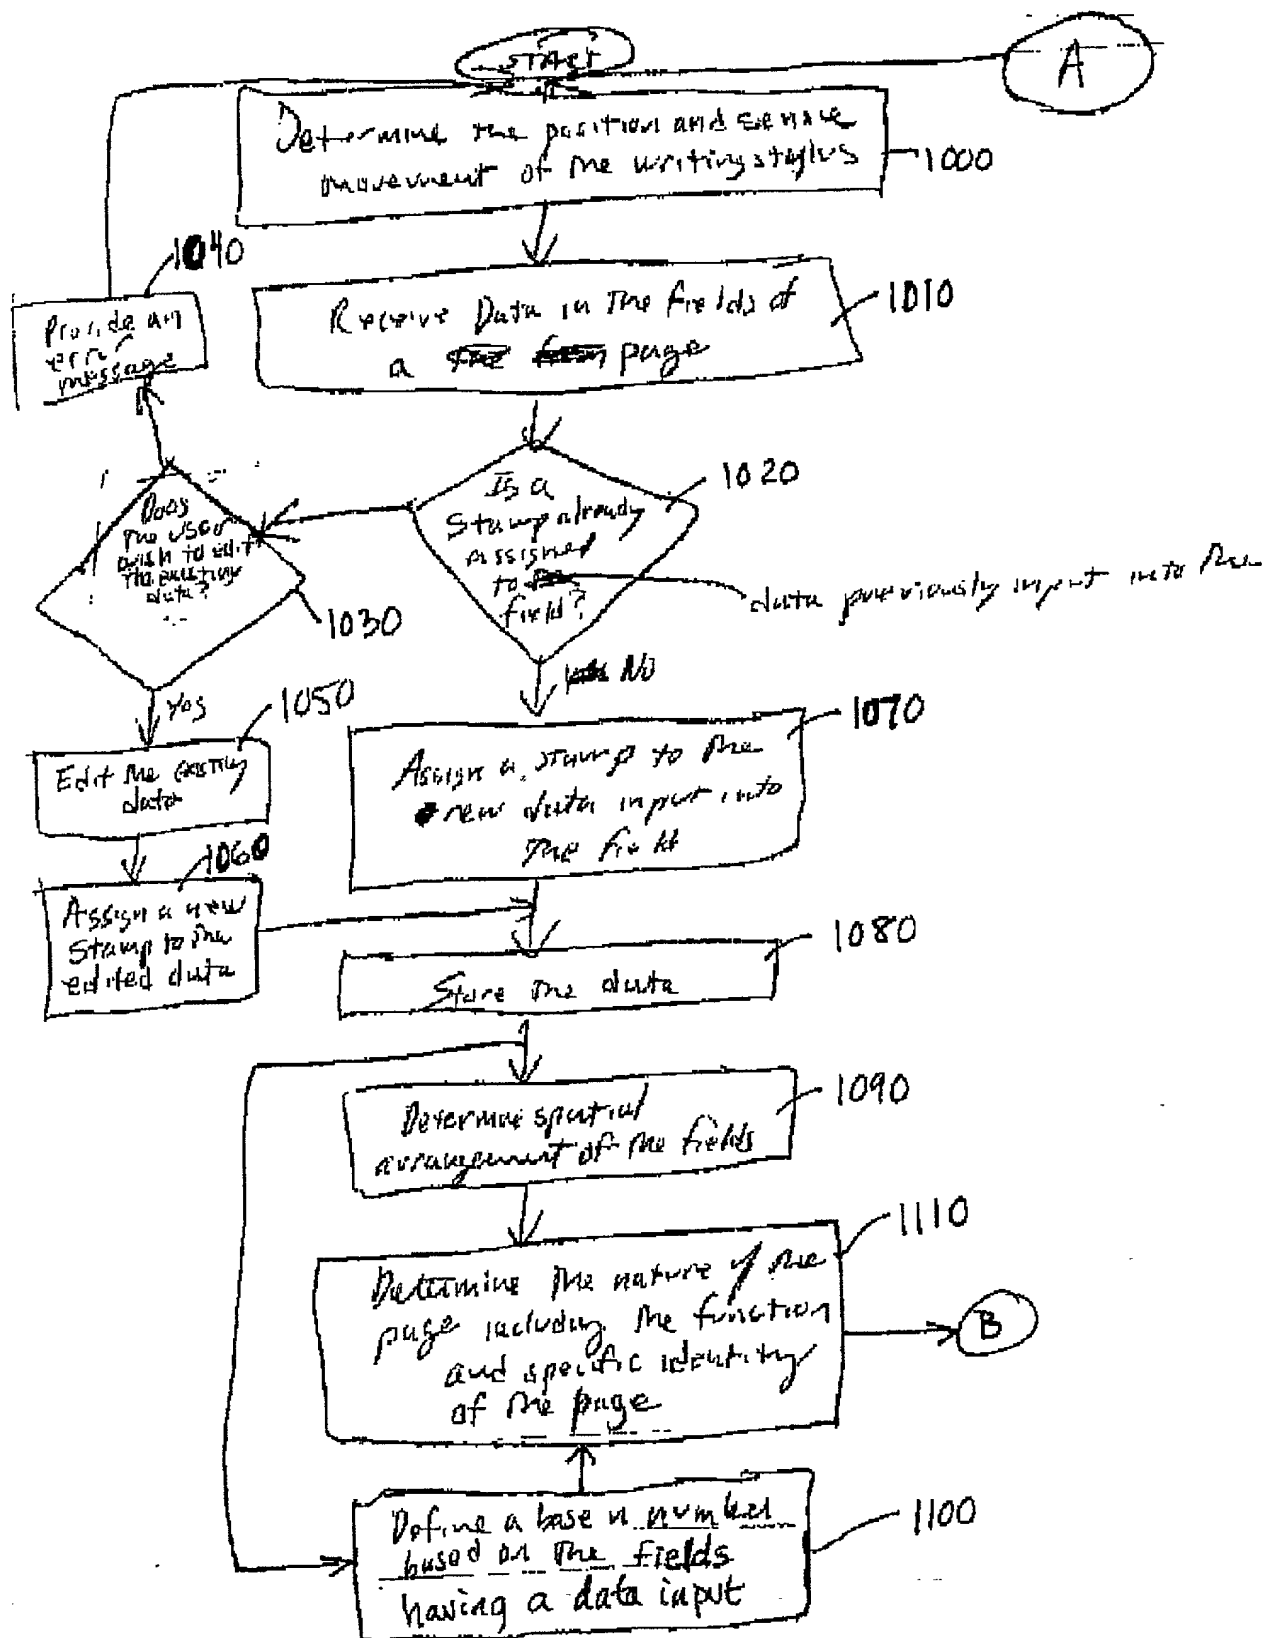 START
A
Determine the position and sense
movement of the writing stylus
1000
1040
Provide an
error
message
Receive Data in the fields of
a page
1010
Is a
Stamp already
Assigned
to
field?
1020
data previously input into the
Does
the user
wish to edit
the existing
data?
1030
No
Yes
1050
Edit the existing
data
1070
Assign a stamp to the
new data input into
the field
1060
Assign a new
Stamp to the
edited data
1080
Store the data
1090
Determine spatial
arrangement of the fields
1110
Determine the nature of the
page including the function
and specific identity
of the page
B
1100
Define a base n number
based on the fields
having a data input